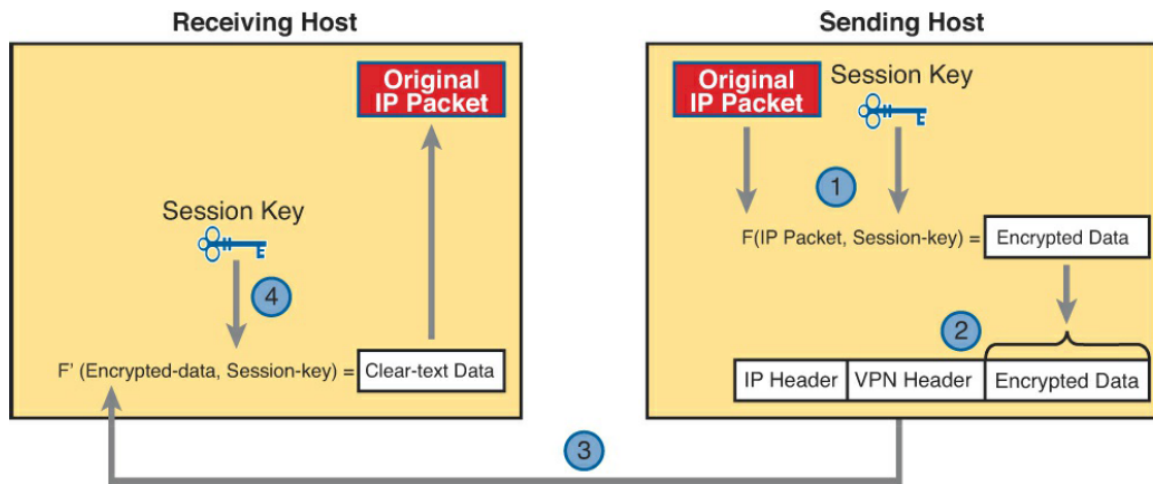 Receiving Host
Original
IP Packet
Session Key
4
F' (Encrypted-data, Session-key) = Clear-text Data
Sending Host
Original
IP Packet
Session Key
1
F(IP Packet, Session-key) = Encrypted Data
2
IP Header VPN Header Encrypted Data
3